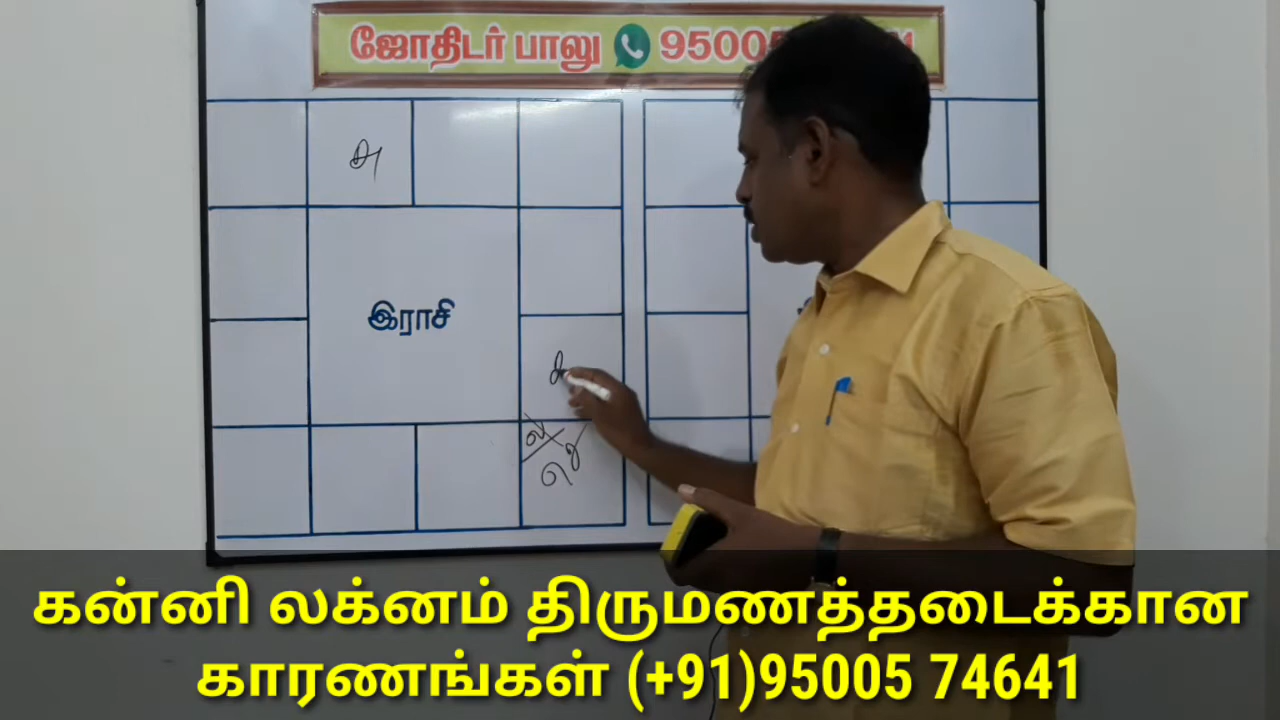 ஜோதிடர் பாலு 9500
அ
இராசி
ல
கன்னி லக்னம் திருமணத்தடைக்கான
காரணங்கள் (+91)95005 74641